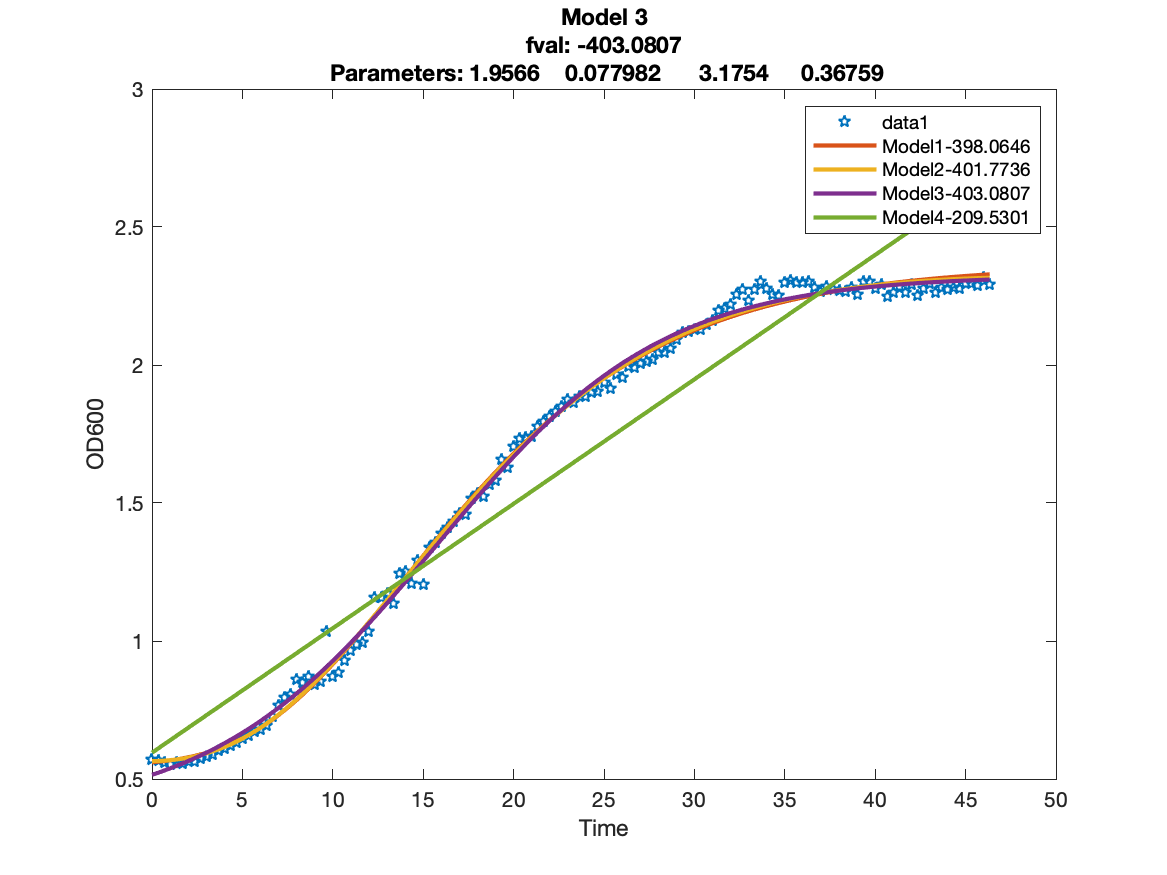 Model 3
fval: -403.0807
Parameters: 1.9566 0.077982 3.1754 0.36759
3
2.5
2
1.5
1
0.5
OD600
data1
Model1-398.0646
Model2-401.7736
Model3-403.0807
Model4-209.5301
0 5 10 15 20 25 30 35 40 45 50
Time